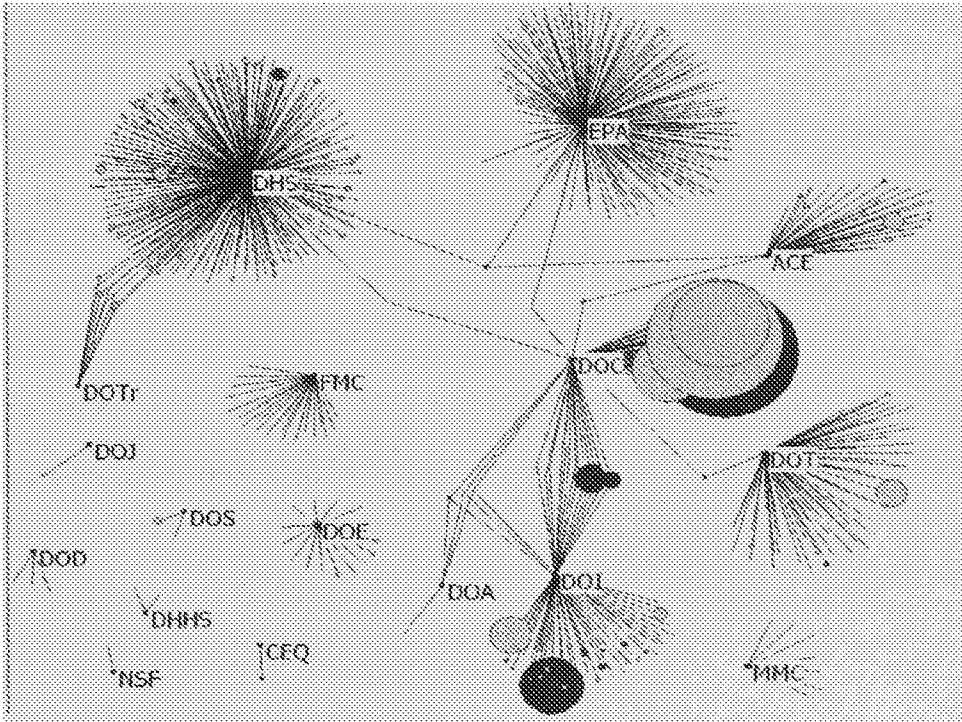 EPA
DHS
ACE
DOC
DOTr
FMC
DOJ
DOT
DOS
DOE
DOD
DOA
DOI
DHHS
CEQ
NSF
MMC